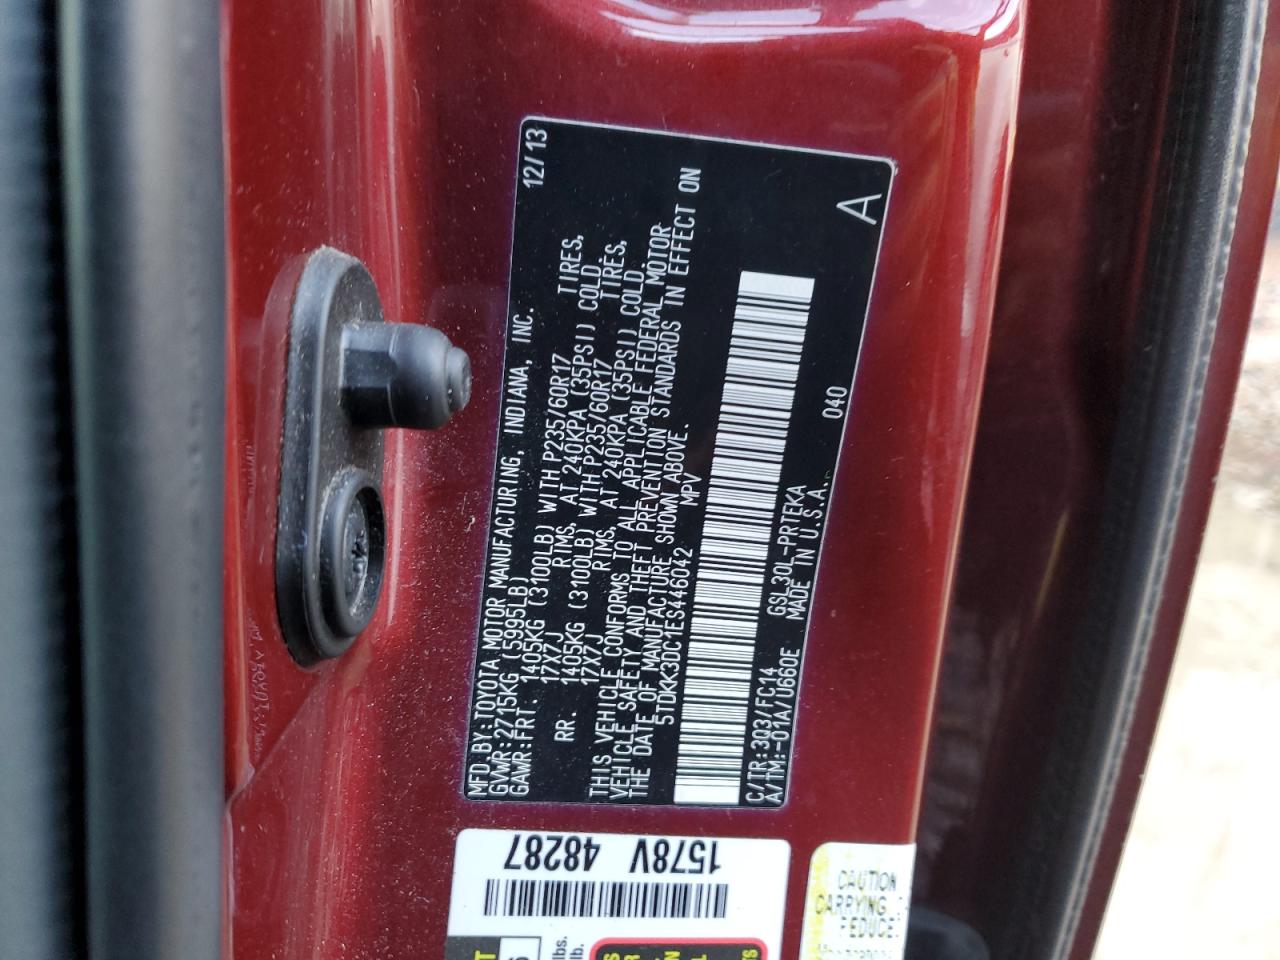 MFD.BY:TOYOTA MOTOR MANUFACTURING, INDIANA, INC. 12/13
GVWR:2715KG (5995LB)
GAWR:FRT. 1405KG (3100LB) WITH P235/60R17 TIRES,
17X7J RIMS, AT 240KPA (35PSI) COLD
RR. 1405KG (3100LB) WITH P235/60R17 TIRES,
17X7J RIMS, AT 240KPA (35PSI) COLD
THIS VEHICLE CONFORMS TO ALL APPLICABLE FEDERAL MOTOR
VEHICLE SAFETY AND THEFT PREVENTION STANDARDS IN EFFECT ON
THE DATE OF MANUFACTURE SHOWN ABOVE.
5TDKK3DC1ES446042 MPV
C/TR:3Q3/FC14 GSL30L-PRTEKA 040
A/TM:-01A/U660E MADE IN U.S.A. A
1578V
48287
CAUTION
CARRYING
REDUCE
lbs.